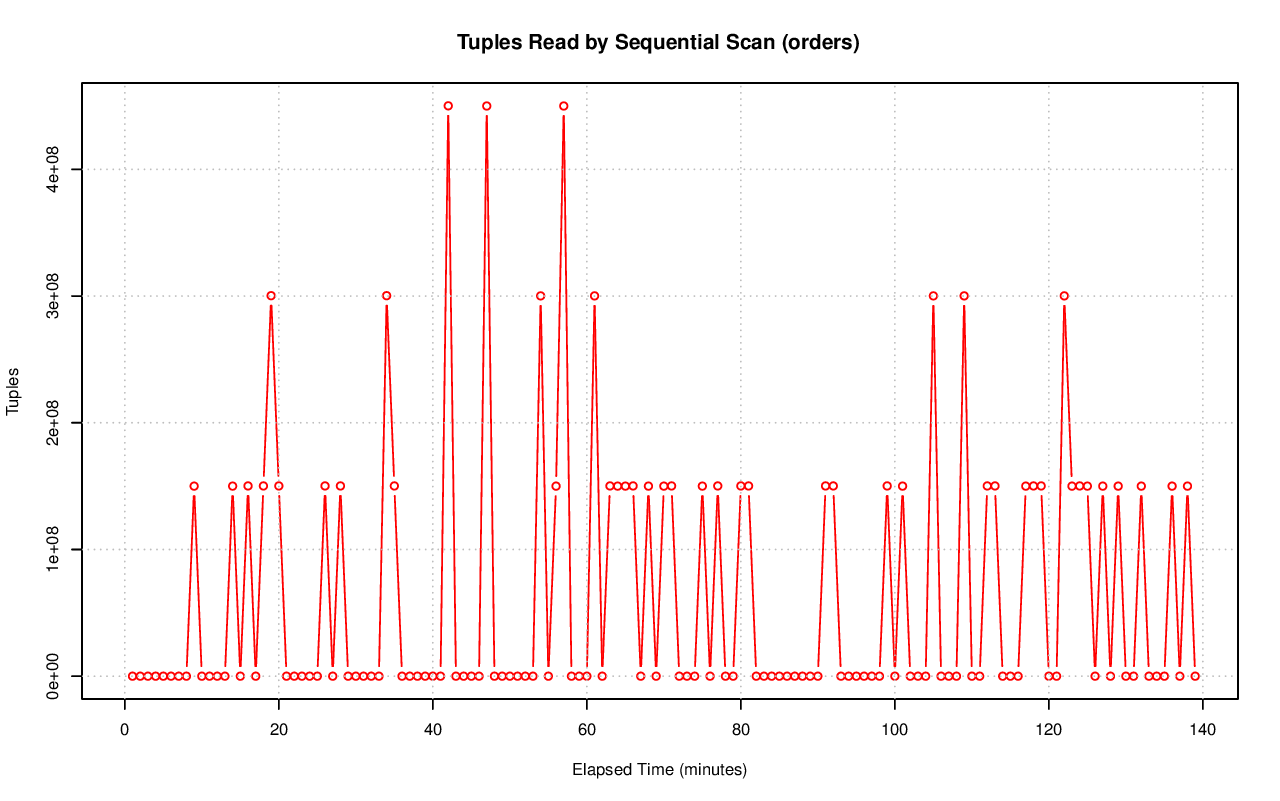 Tuples Read by Sequential Scan (orders)
Tuples
4e+08
3e+08
2e+08
1e+08
0e+00
0 20 40 60 80 100 120 140
Elapsed Time (minutes)